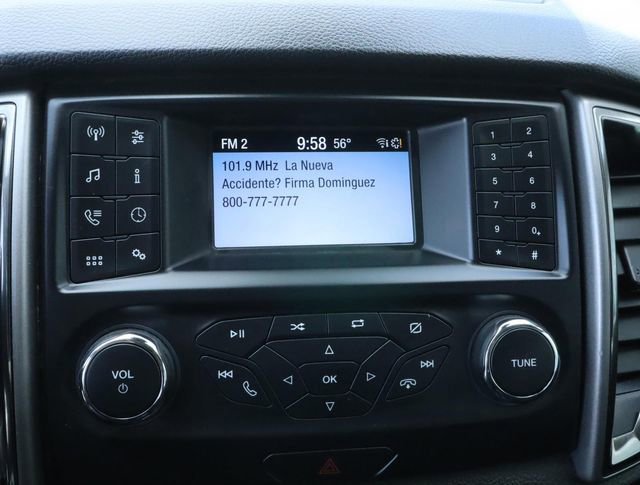 FM 2 9:58 56°
101.9 MHz La Nueva
Accidente? Firma Dominguez
800-777-7777
1 2
3 4
5 6
7 8
9 0+
* #
VOL
OK
TUNE